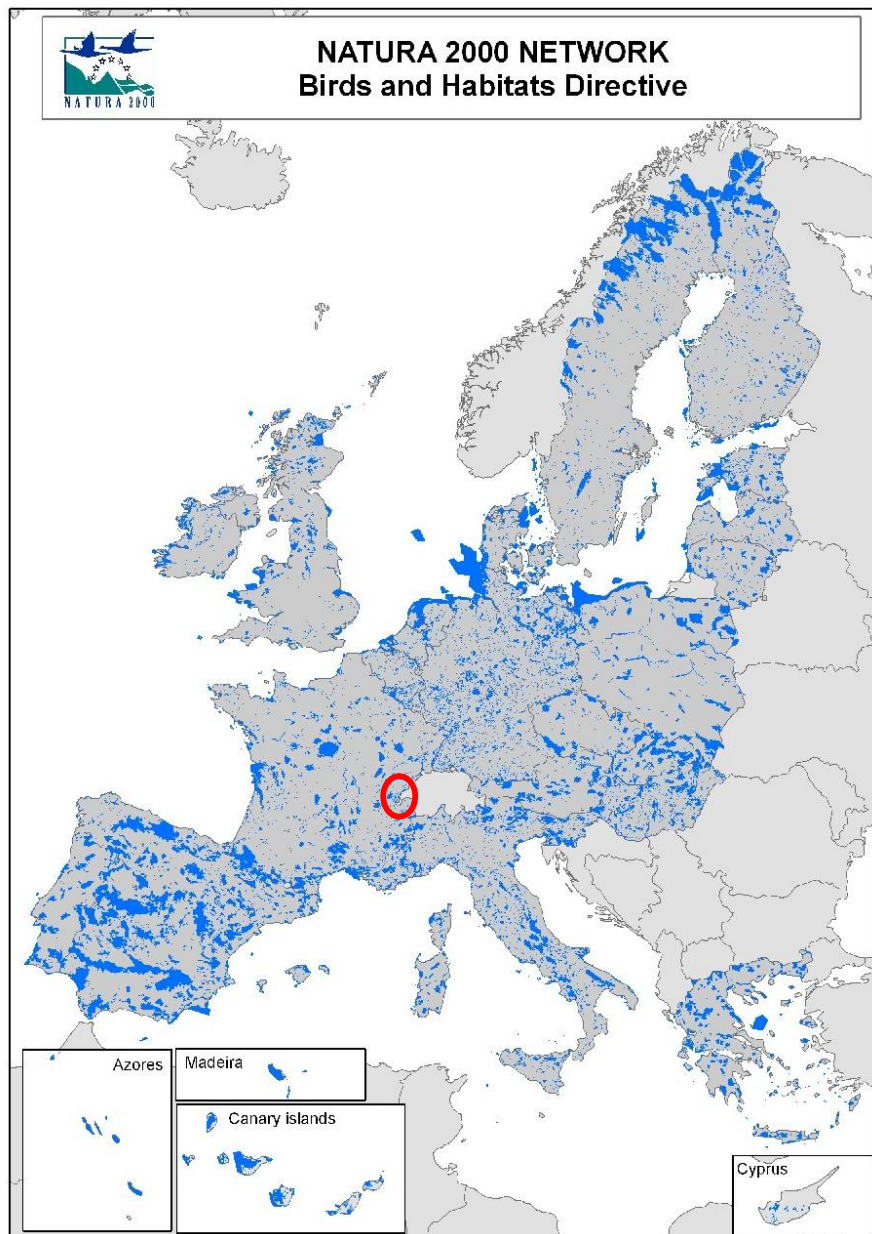 NATURA 2000
NATURA 2000 NETWORK
Birds and Habitats Directive
Azores
Madeira
Canary islands
Cyprus